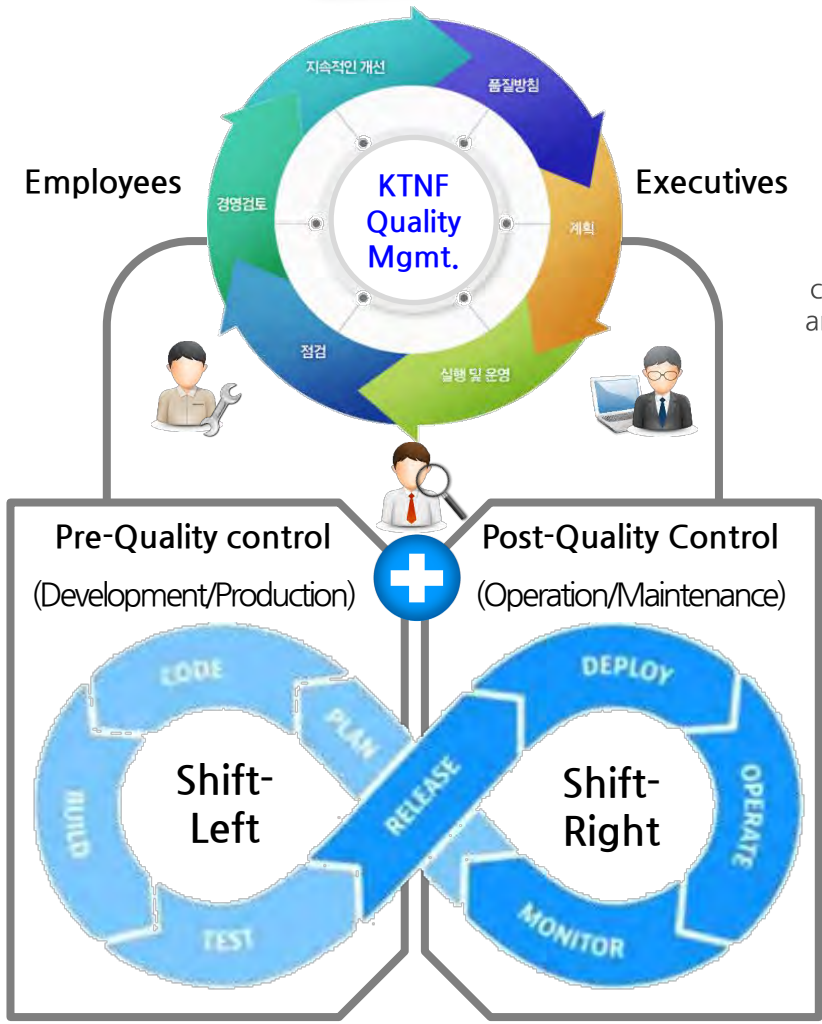 지속적인 개선
품질방침
Employees
경영검토
KTNF
Quality
Mgmt.
계획
Executives
점검
실행 및 운영
Pre-Quality control
(Development/Production)
Post-Quality Control
(Operation/Maintenance)
CODE
PLAN
BUILD
TEST
Shift-
Left
RELEASE
DEPLOY
OPERATE
MONITOR
Shift-
Right